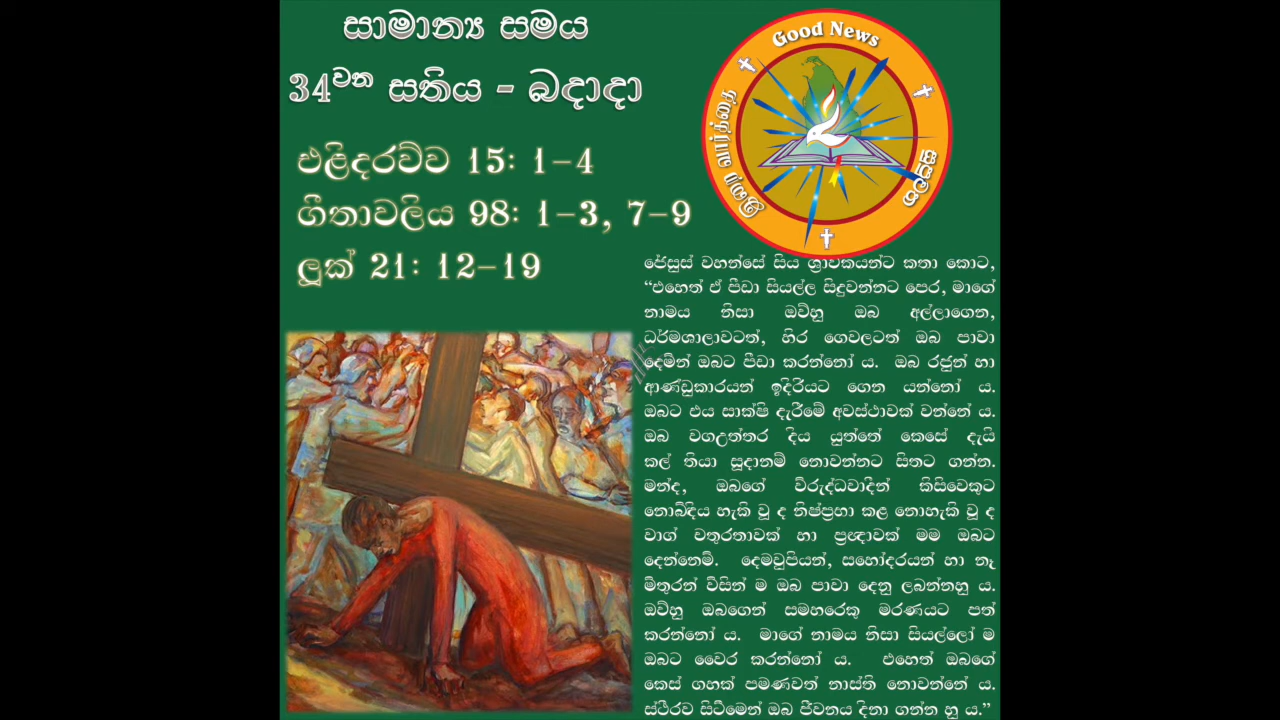 සාමාන්‍ය සමය
34වන සතිය - බදාදා
එළිදරව්ව 15: 1-4
ගීතාවලිය 98: 1-3, 7-9
ලූක් 21: 12-19
Good News
இறை வார்த்தை
සුපුවත
ජේසුස් වහන්සේ සිය ශ්‍රාවකයන්ට කතා කොට,
“එහෙත් ඒ පීඩා සියල්ල සිදුවන්නට පෙර, මාගේ
නාමය නිසා ඔව්හු ඔබ අල්ලාගෙන,
ධර්මශාලාවටත්, හිර ගෙවලටත් ඔබ පාවා
දෙමින් ඔබට පීඩා කරන්නෝ ය. ඔබ රජුන් හා
ආණ්ඩුකාරයන් ඉදිරියට ගෙන යන්නෝ ය.
ඔබට එය සාක්ෂි දැරීමේ අවස්ථාවක් වන්නේ ය.
ඔබ වගඋත්තර දිය යුත්තේ කෙසේ දැයි
කල් තියා සූදානම් නොවන්නට සිතට ගන්න.
මන්ද, ඔබගේ විරුද්ධවාදීන් කිසිවෙකුට
නොබිඳිය හැකි වූ ද නිෂ්ප්‍රභා කළ නොහැකි වූ ද
වාග් චතුරතාවක් හා ප්‍රඥාවක් මම ඔබට
දෙන්නෙමි. දෙමවුපියන්, සහෝදරයන් හා නෑ
මිතුරන් විසින් ම ඔබ පාවා දෙනු ලබන්නහු ය.
ඔව්හු ඔබගෙන් සමහරෙකු මරණයට පත්
කරන්නෝ ය. මාගේ නාමය නිසා සියල්ලෝ ම
ඔබට වෛර කරන්නෝ ය. එහෙත් ඔබගේ
කෙස් ගහක් පමණවත් නාස්ති නොවන්නේ ය.
ස්ථිරව සිටීමෙන් ඔබ ජීවනය දිනා ගන්න හු ය.”